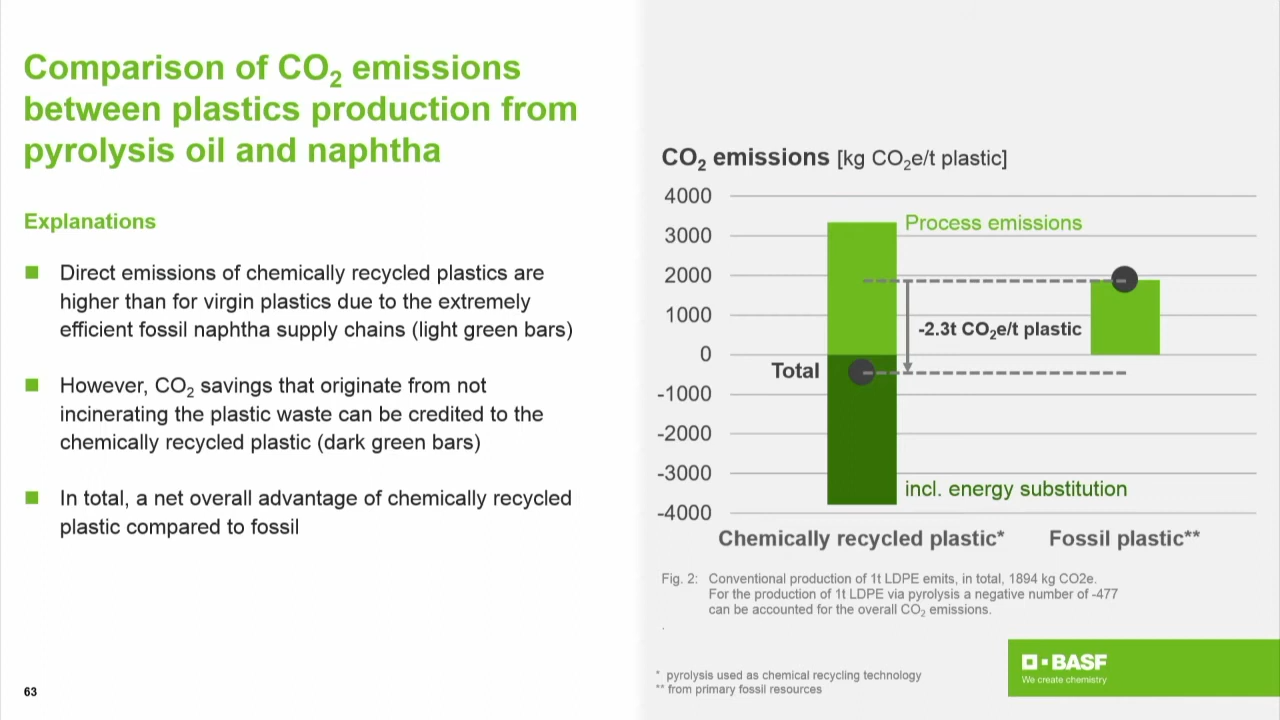 Comparison of CO2 emissions
between plastics production from
pyrolysis oil and naphtha
Explanations
Direct emissions of chemically recycled plastics are
higher than for virgin plastics due to the extremely
efficient fossil naphtha supply chains (light green bars)
However, CO2 savings that originate from not
incinerating the plastic waste can be credited to the
chemically recycled plastic (dark green bars)
In total, a net overall advantage of chemically recycled
plastic compared to fossil
63
CO2 emissions [kg CO2e/t plastic]
4000
3000
2000
1000
0
-1000
-2000
-3000
-4000
Process emissions
-2.3t CO2e/t plastic
Total
incl. energy substitution
Chemically recycled plastic*
Fossil plastic**
Fig. 2: Conventional production of 1t LDPE emits, in total, 1894 kg CO2e.
For the production of 1t LDPE via pyrolysis a negative number of -477
can be accounted for the overall CO2 emissions.
.
* pyrolysis used as chemical recycling technology
** from primary fossil resources
BASF
We create chemistry